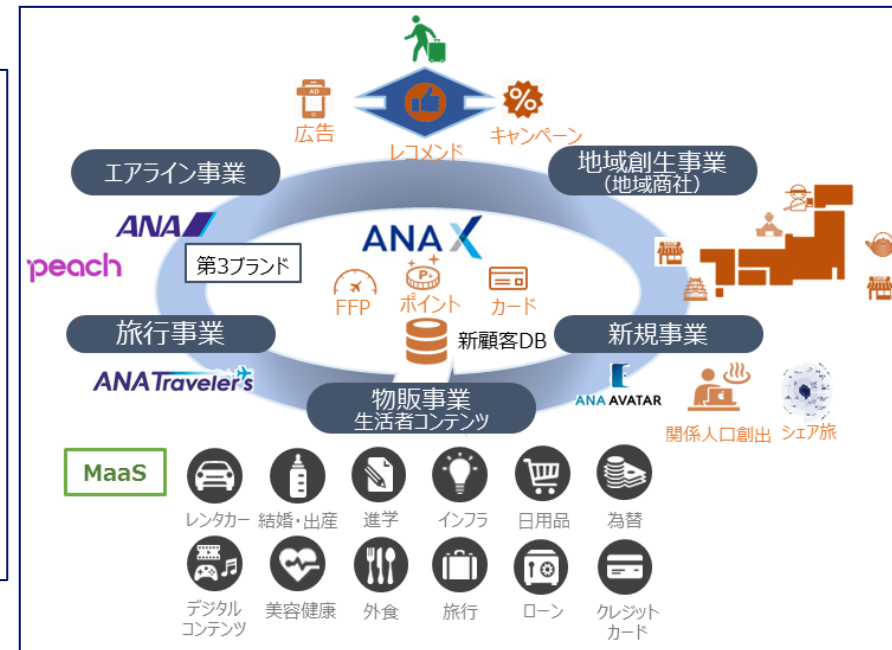 AD
広告
レコメンド
キャンペーン
エアライン事業
地域創生事業
(地域商社)
ANA
peach
第3ブランド
ANA X
FFP
P
ポイント
カード
新顧客DB
旅行事業
ANA Traveler's
新規事業
ANA AVATAR
関係人口創出
シェア旅
物販事業
生活者コンテンツ
MaaS
レンタカー
結婚・出産
進学
インフラ
日用品
為替
デジタル
コンテンツ
美容健康
外食
旅行
ローン
クレジット
カード